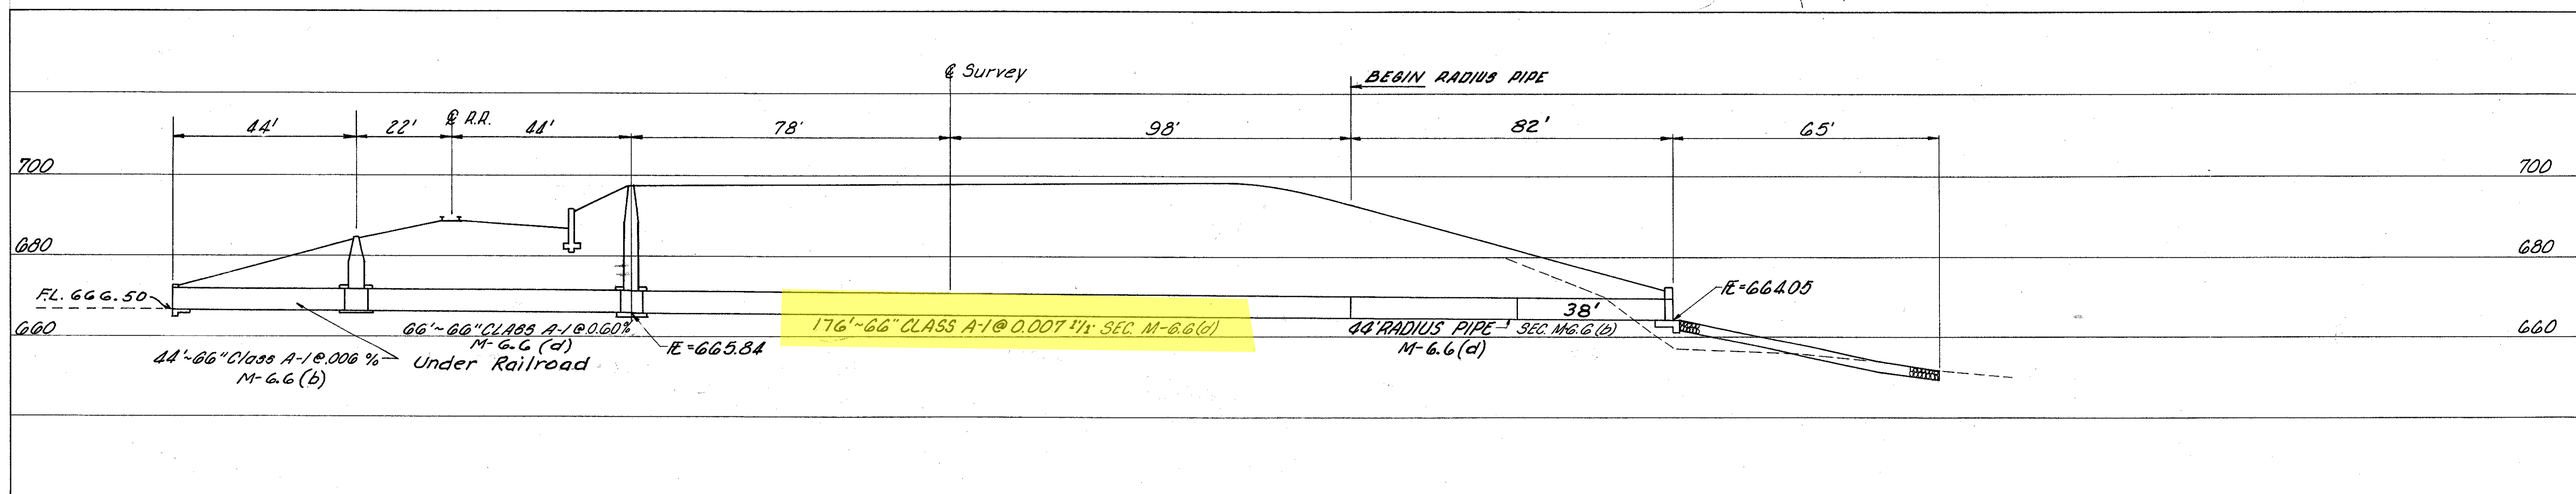 ℄ Survey
BEGIN RADIUS PIPE
℄ R.R.
44' 22' 44' 78' 98' 82' 65'
700 700
680 680
F.L. 666.50
FE=664.05
38'
660 660
66'~66" CLASS A-1 @ 0.60%
M-6.6 (d)
Under Railroad
176'~66" CLASS A-1 @ 0.007 1/1' SEC. M-6.6(d)
44' RADIUS PIPE
M-6.6(d)
SEC. M-6.6(b)
FE=665.84
44'~66" Class A-1 @ .006 %
M-6.6 (b)